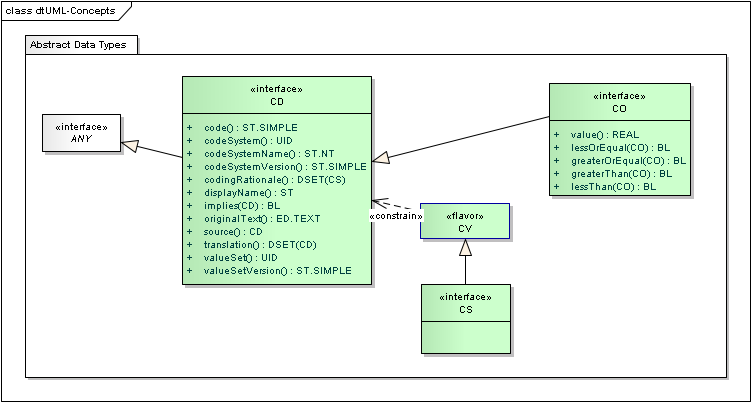 class dtUML-Concepts
Abstract Data Types
«interface»
ANY
«interface»
CD
+ code() : ST.SIMPLE
+ codeSystem() : UID
+ codeSystemName() : ST.NT
+ codeSystemVersion() : ST.SIMPLE
+ codingRationale() : DSET(CS)
+ displayName() : ST
+ implies(CD) : BL
+ originalText() : ED.TEXT
+ source() : CD
+ translation() : DSET(CD)
+ valueSet() : UID
+ valueSetVersion() : ST.SIMPLE
«interface»
CO
+ value() : REAL
+ lessOrEqual(CO) : BL
+ greaterOrEqual(CO) : BL
+ greaterThan(CO) : BL
+ lessThan(CO) : BL
«constrain»
«flavor»
CV
«interface»
CS